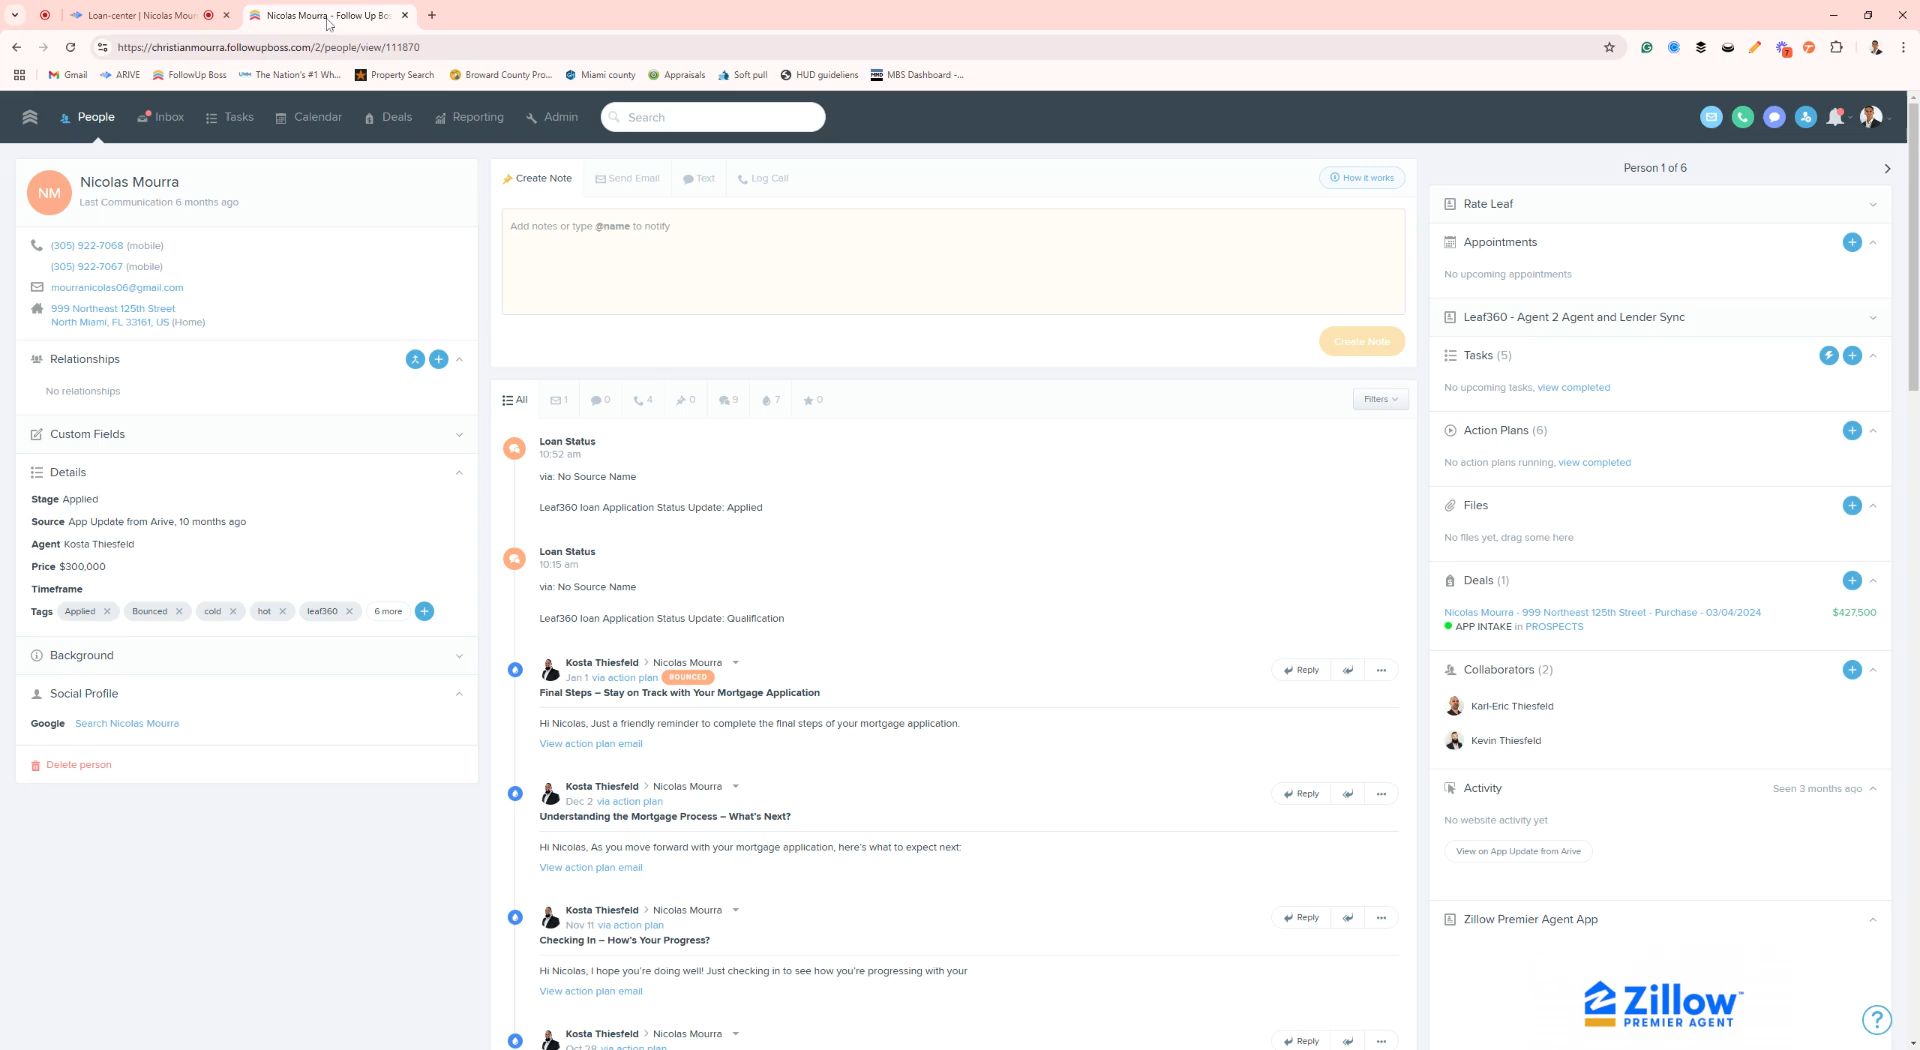 Loan-center | Nicolas Mour
Nicolas Mourra - Follow Up Bo
https://christianmourra.followupboss.com/2/people/view/111870
Gmail
ARIVE
FollowUp Boss
The Nation's #1 Wh...
Property Search
Broward County Pro...
Miami county
Appraisals
Soft pull
HUD guideliens
MBS Dashboard -...
People
Inbox
Tasks
Calendar
Deals
Reporting
Admin
Search
NM
Nicolas Mourra
Last Communication 6 months ago
(305) 922-7068 (mobile)
(305) 922-7067 (mobile)
mourranicolas06@gmail.com
999 Northeast 125th Street
North Miami, FL 33161, US (Home)
Relationships
No relationships
Custom Fields
Details
Stage Applied
Source App Update from Arive, 10 months ago
Agent Kosta Thiesfeld
Price $300,000
Timeframe
Tags Applied Bounced cold hot leaf360 6 more
Background
Social Profile
Google Search Nicolas Mourra
Delete person
Create Note
Send Email
Text
Log Call
How it works
Add notes or type @name to notify
Create Note
All
1
0
4
0
9
7
0
Filters
Loan Status
10:52 am
via: No Source Name
Leaf360 loan Application Status Update: Applied
Loan Status
10:15 am
via: No Source Name
Leaf360 loan Application Status Update: Qualification
Kosta Thiesfeld > Nicolas Mourra
Jan 1 via action plan BOUNCED
Reply
Final Steps – Stay on Track with Your Mortgage Application
Hi Nicolas, Just a friendly reminder to complete the final steps of your mortgage application.
View action plan email
Kosta Thiesfeld > Nicolas Mourra
Dec 2 via action plan
Reply
Understanding the Mortgage Process – What's Next?
Hi Nicolas, As you move forward with your mortgage application, here's what to expect next:
View action plan email
Kosta Thiesfeld > Nicolas Mourra
Nov 11 via action plan
Reply
Checking In – How's Your Progress?
Hi Nicolas, I hope you're doing well! Just checking in to see how you're progressing with your
View action plan email
Kosta Thiesfeld > Nicolas Mourra
Oct 28 via action plan
Reply
Person 1 of 6
Rate Leaf
Appointments
No upcoming appointments
Leaf360 - Agent 2 Agent and Lender Sync
Tasks (5)
No upcoming tasks, view completed
Action Plans (6)
No action plans running, view completed
Files
No files yet, drag some here
Deals (1)
Nicolas Mourra - 999 Northeast 125th Street - Purchase - 03/04/2024 $427,500
APP INTAKE in PROSPECTS
Collaborators (2)
Karl-Eric Thiesfeld
Kevin Thiesfeld
Activity Seen 3 months ago
No website activity yet
View on App Update from Arive
Zillow Premier Agent App
Zillow™
PREMIER AGENT
?